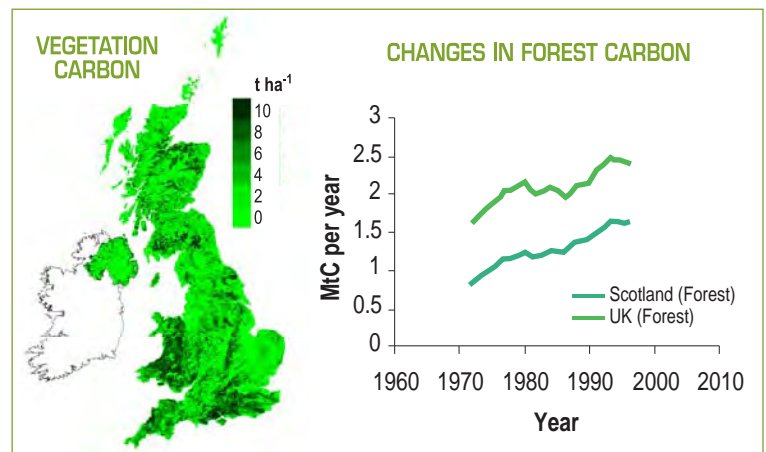 VEGETATION
CARBON
t ha-1
10
8
6
4
2
0
CHANGES IN FOREST CARBON
3
2.5
2
1.5
1
0.5
0
MtC per year
Scotland (Forest)
UK (Forest)
1960 1970 1980 1990 2000 2010
Year